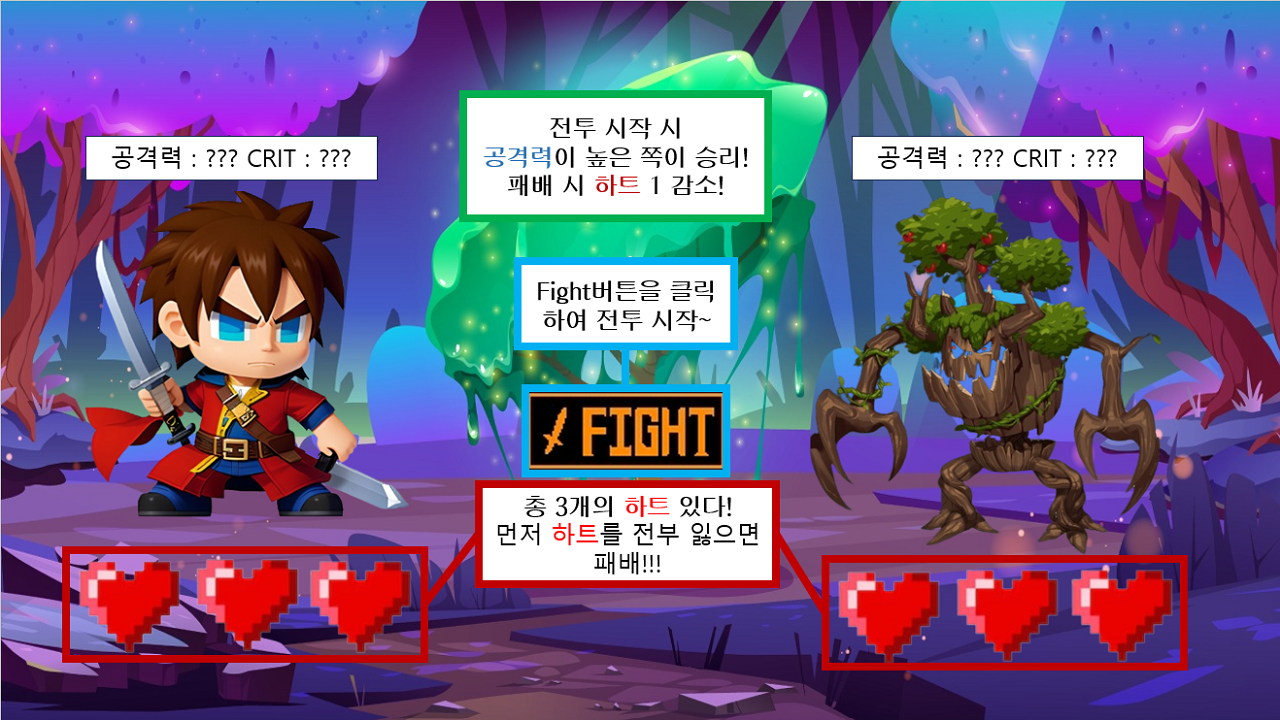 전투 시작 시
공격력이 높은 쪽이 승리!
패배 시 하트 1 감소!
공격력 : ??? CRIT : ???
공격력 : ??? CRIT : ???
Fight버튼을 클릭
하여 전투 시작~
FIGHT
총 3개의 하트 있다!
먼저 하트를 전부 잃으면
패배!!!